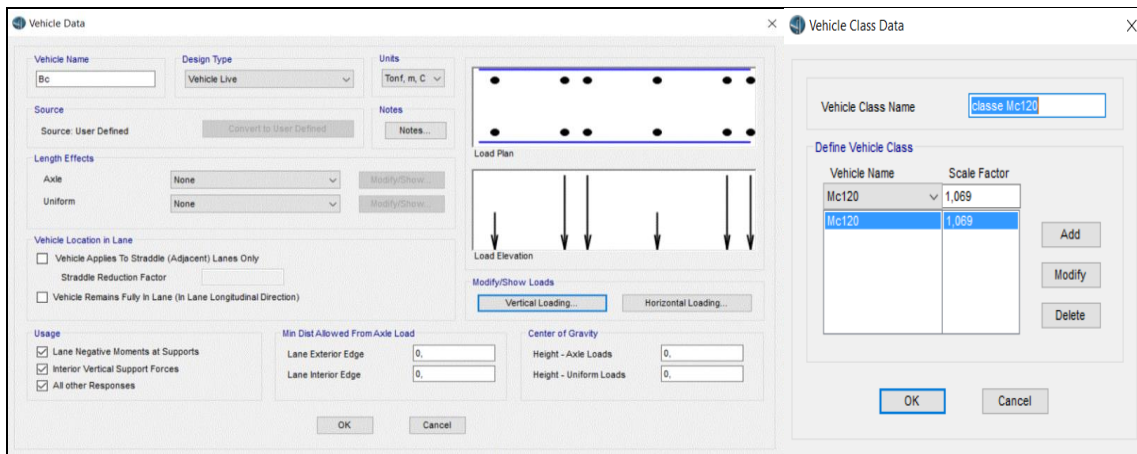 Vehicle Data
Vehicle Name
Design Type
Units
Bc
Vehicle Live
Tonf, m, C
Source
Notes
Source: User Defined
Convert to User Defined
Notes...
Load Plan
Length Effects
Axle
None
Modify/Show...
Uniform
None
Modify/Show...
Load Elevation
Vehicle Location in Lane
Vehicle Applies To Straddle (Adjacent) Lanes Only
Straddle Reduction Factor
Vehicle Remains Fully In Lane (In Lane Longitudinal Direction)
Modify/Show Loads
Vertical Loading...
Horizontal Loading...
Usage
Lane Negative Moments at Supports
Interior Vertical Support Forces
All other Responses
Min Dist Allowed From Axle Load
Lane Exterior Edge
0,
Lane Interior Edge
0,
Center of Gravity
Height - Axle Loads
0,
Height - Uniform Loads
0,
OK
Cancel
Vehicle Class Data
Vehicle Class Name
classe Mc120
Define Vehicle Class
Vehicle Name
Scale Factor
Mc120
1,069
Mc120
1,069
Add
Modify
Delete
OK
Cancel